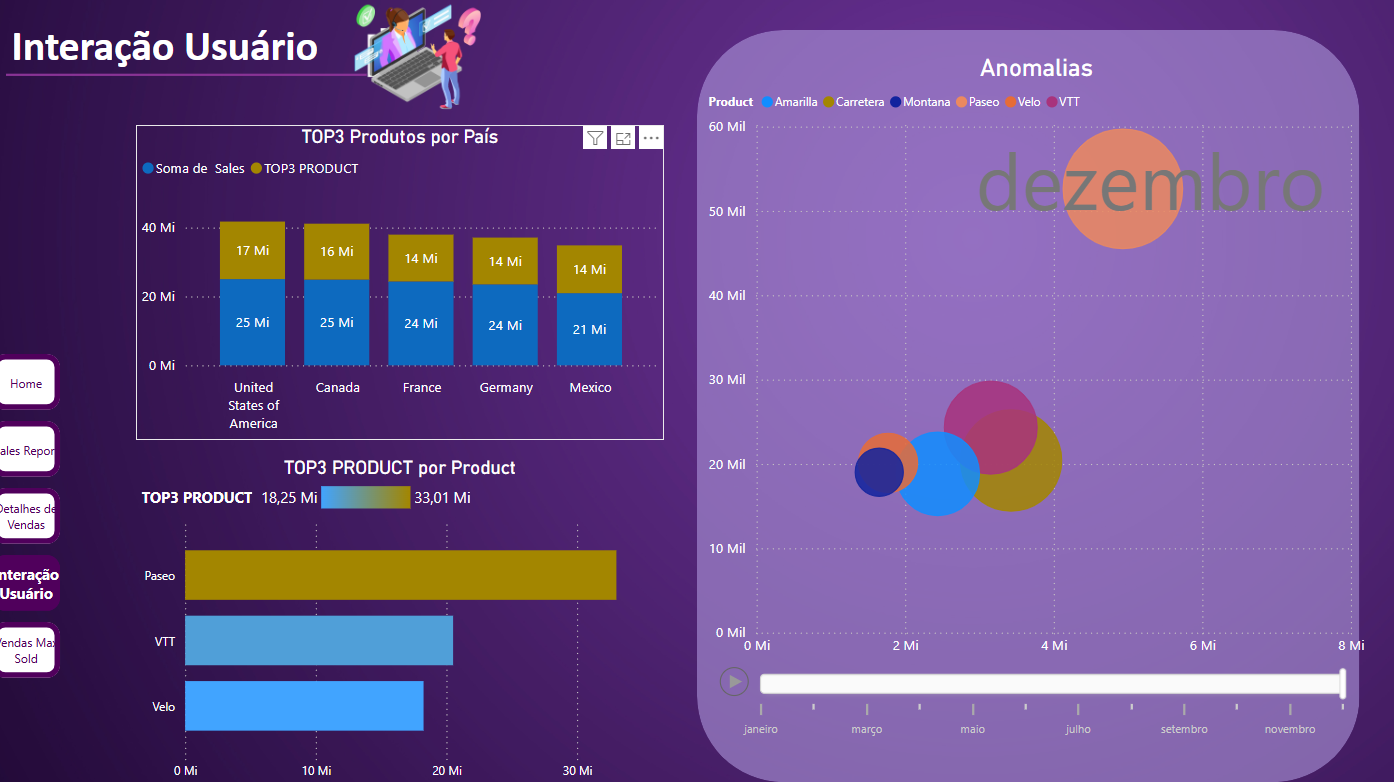 Interação Usuário
TOP3 Produtos por País
Soma de Sales TOP3 PRODUCT
40 Mi
20 Mi
0 Mi
17 Mi 16 Mi 14 Mi 14 Mi 14 Mi
25 Mi 25 Mi 24 Mi 24 Mi 21 Mi
United States of America Canada France Germany Mexico
Home
ales Repor
Detalhes de
Vendas
nteração
Usuário
Vendas Max
Sold
TOP3 PRODUCT por Product
TOP3 PRODUCT 18,25 Mi 33,01 Mi
Paseo
VTT
Velo
0 Mi 10 Mi 20 Mi 30 Mi
Anomalias
Product Amarilla Carretera Montana Paseo Velo VTT
60 Mil
dezembro
50 Mil
40 Mil
30 Mil
20 Mil
10 Mil
0 Mil
0 Mi 2 Mi 4 Mi 6 Mi 8 Mi
janeiro março maio julho setembro novembro